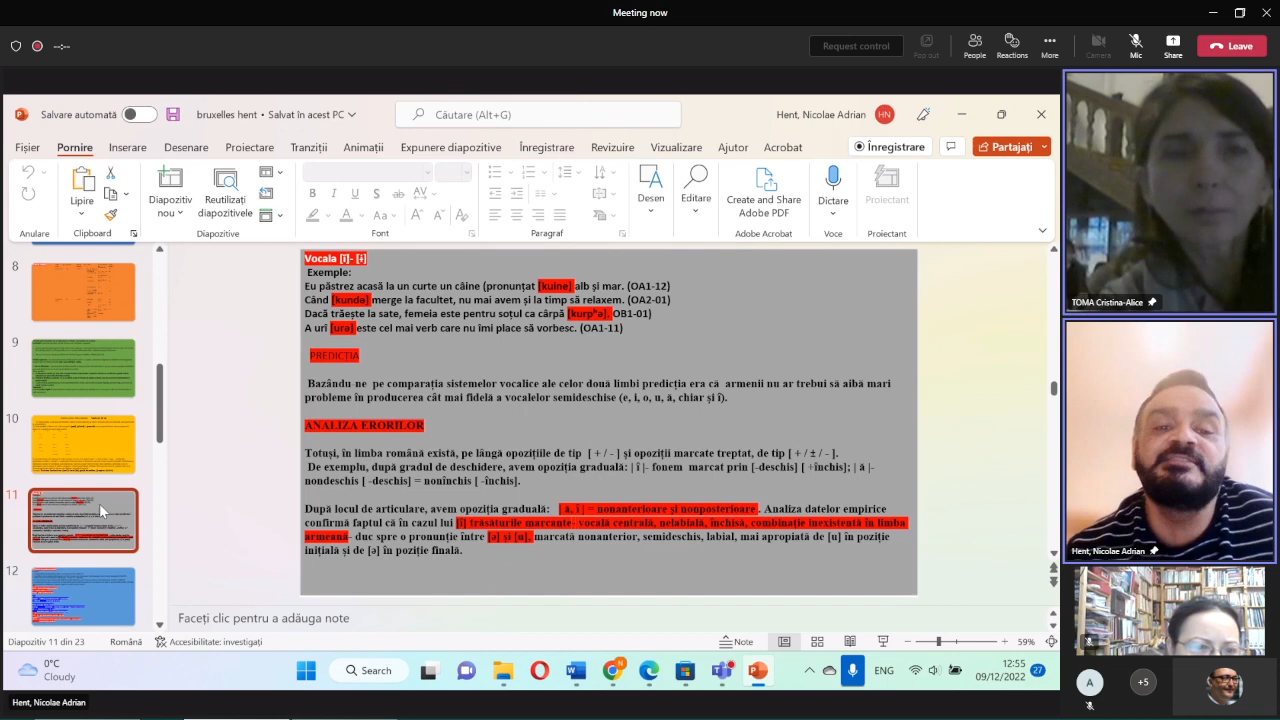 Meeting now
--:--
Request control
Pop out
People
Reactions
More
Camera
Mic
Share
Leave
Salvare automată
bruxelles hent • Salvat în acest PC
Căutare (Alt+G)
Hent, Nicolae Adrian
HN
Fișier Pornire Inserare Desenare Proiectare Tranziții Animații Expunere diapozitive Înregistrare Revizuire Vizualizare Ajutor Acrobat
Înregistrare
Partajați
Lipire
Diapozitiv nou
Reutilizați diapozitivele
Desen
Editare
Create and Share Adobe PDF
Dictare
Proiectant
Anulare Clipboard Diapozitive Font Paragraf Adobe Acrobat Voce Proiectant
8
9
10
11
12
Vocala [î]- [ɨ]
Exemple:
Eu păstrez acasă la un curte un câine (pronunțat [kuine] alb și mar. (OA1-12)
Când [kundə] merge la facultet, nu mai avem și la timp să relaxem. (OA2-01)
Dacă trăește la sate, femeia este pentru soțul ca cârpă [kurpʰə]. OB1-01)
A urî [urə] este cel mai verb care nu îmi place să vorbesc. (OA1-11)
PREDICȚIA
Bazându-ne pe comparația sistemelor vocalice ale celor două limbi predicția era că armenii nu ar trebui să aibă mari
probleme în producerea cât mai fidelă a vocalelor semideschise (e, i, o, u, ă, chiar și î).
ANALIZA ERORILOR
Totuși, în limba română există, pe lângă opozițiile de tip [ + / - ] și opoziții marcate treptat, de tip [ + / ± / - ].
De exemplu, după gradul de deschidere, avem opoziția graduală: | î |- fonem marcat prin [-deschis] [ +închis]; | ă |-
nondeschis [ -deschis] = nonînchis [ -închis].
După locul de articulare, avem opoziția graduală: | ă, î | = nonanterioare și nonposterioare . Analiza datelor empirice
confirmă faptul că în cazul lui [î] trăsăturile marcante- vocală centrală, nelabială, închisă, combinație inexistentă în limba
armeană- duc spre o pronunție între [ə] și [u], marcată nonanterior, semideschis, labial, mai apropiată de [u] în poziție
inițială și de [ə] în poziție finală.
Faceți clic pentru a adăuga note
Diapozitiv 11 din 23
Română
Accesibilitate: investigați
Note
59%
0°C
Cloudy
Search
ENG
12:55
09/12/2022
27
Hent, Nicolae Adrian
TOMA Cristina-Alice
Hent, Nicolae Adrian
A
+5